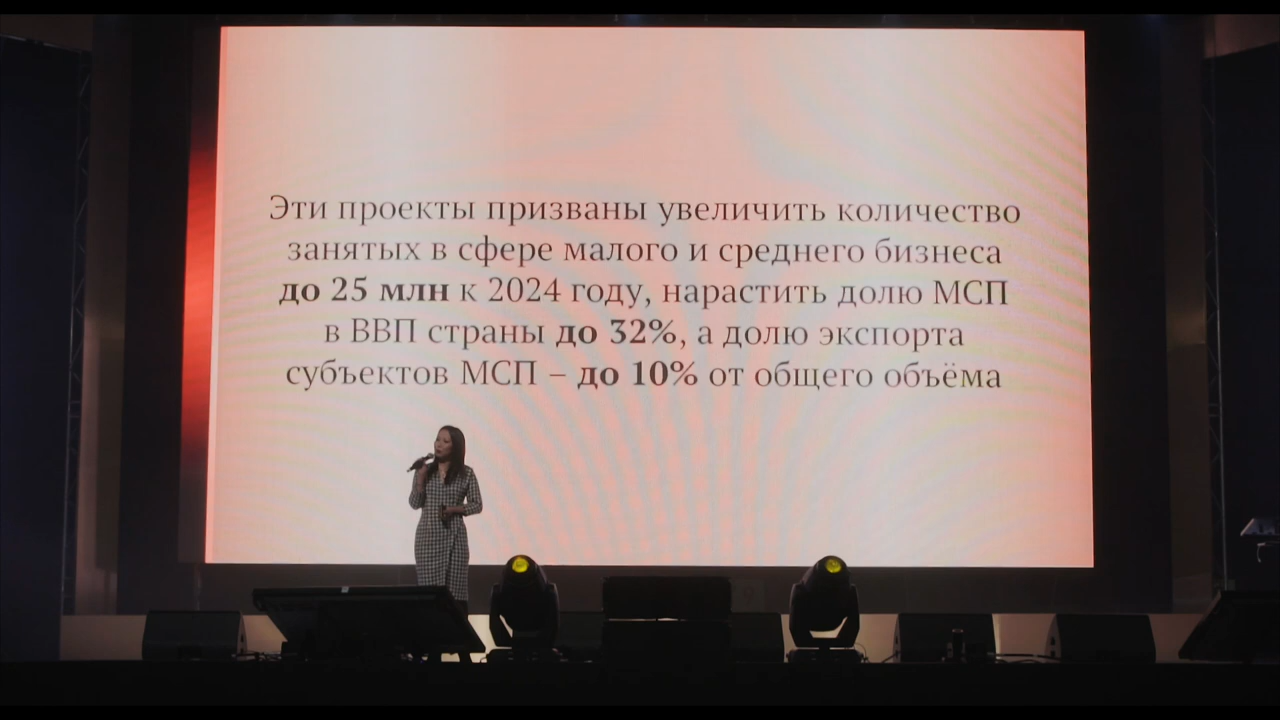 Эти проекты призваны увеличить количество
занятых в сфере малого и среднего бизнеса
до 25 млн к 2024 году, нарастить долю МСП
в ВВП страны до 32%, а долю экспорта
субъектов МСП – до 10% от общего объёма